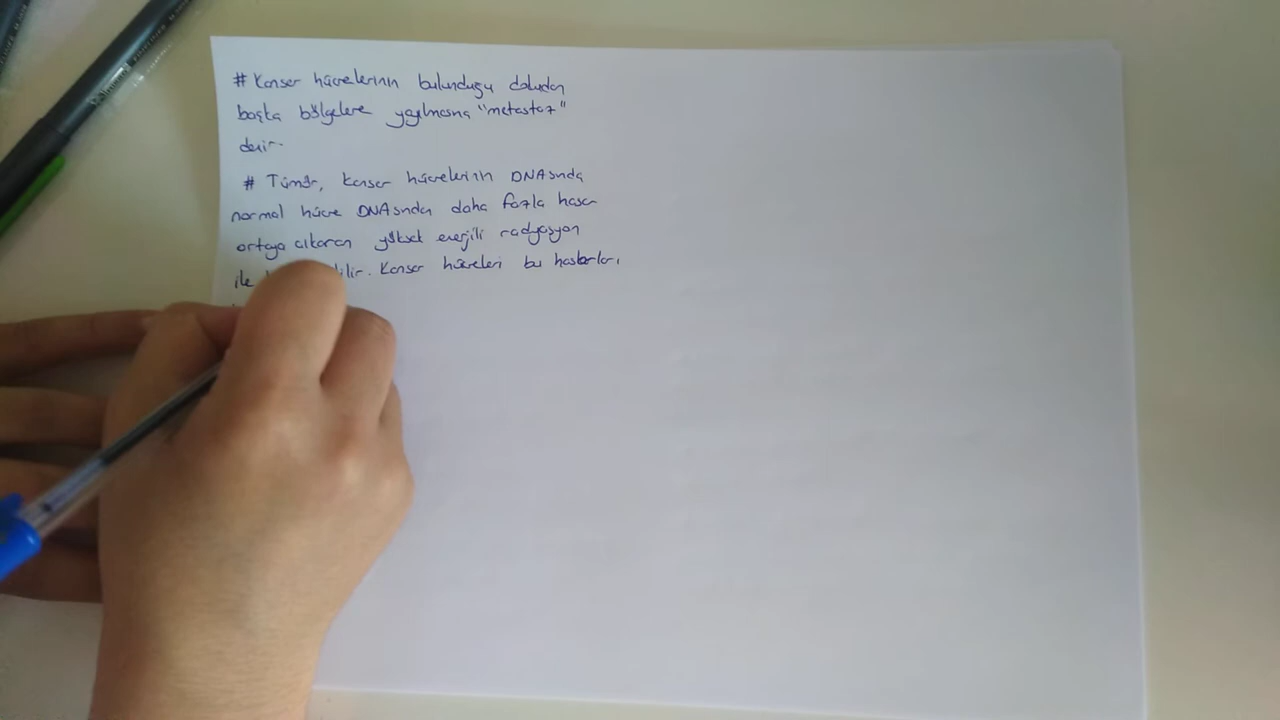 # Kanser hücrelerinin bulunduğu dokudan
başka bölgelere yayılmasına "metastaz"
denir.
# Tümör, kanser hücrelerinin DNAsında
normal hücre DNAsından daha fazla hasar
ortaya çıkaran yüksek enerjili radyasyon
ile Kanser hücreleri bu hasarları